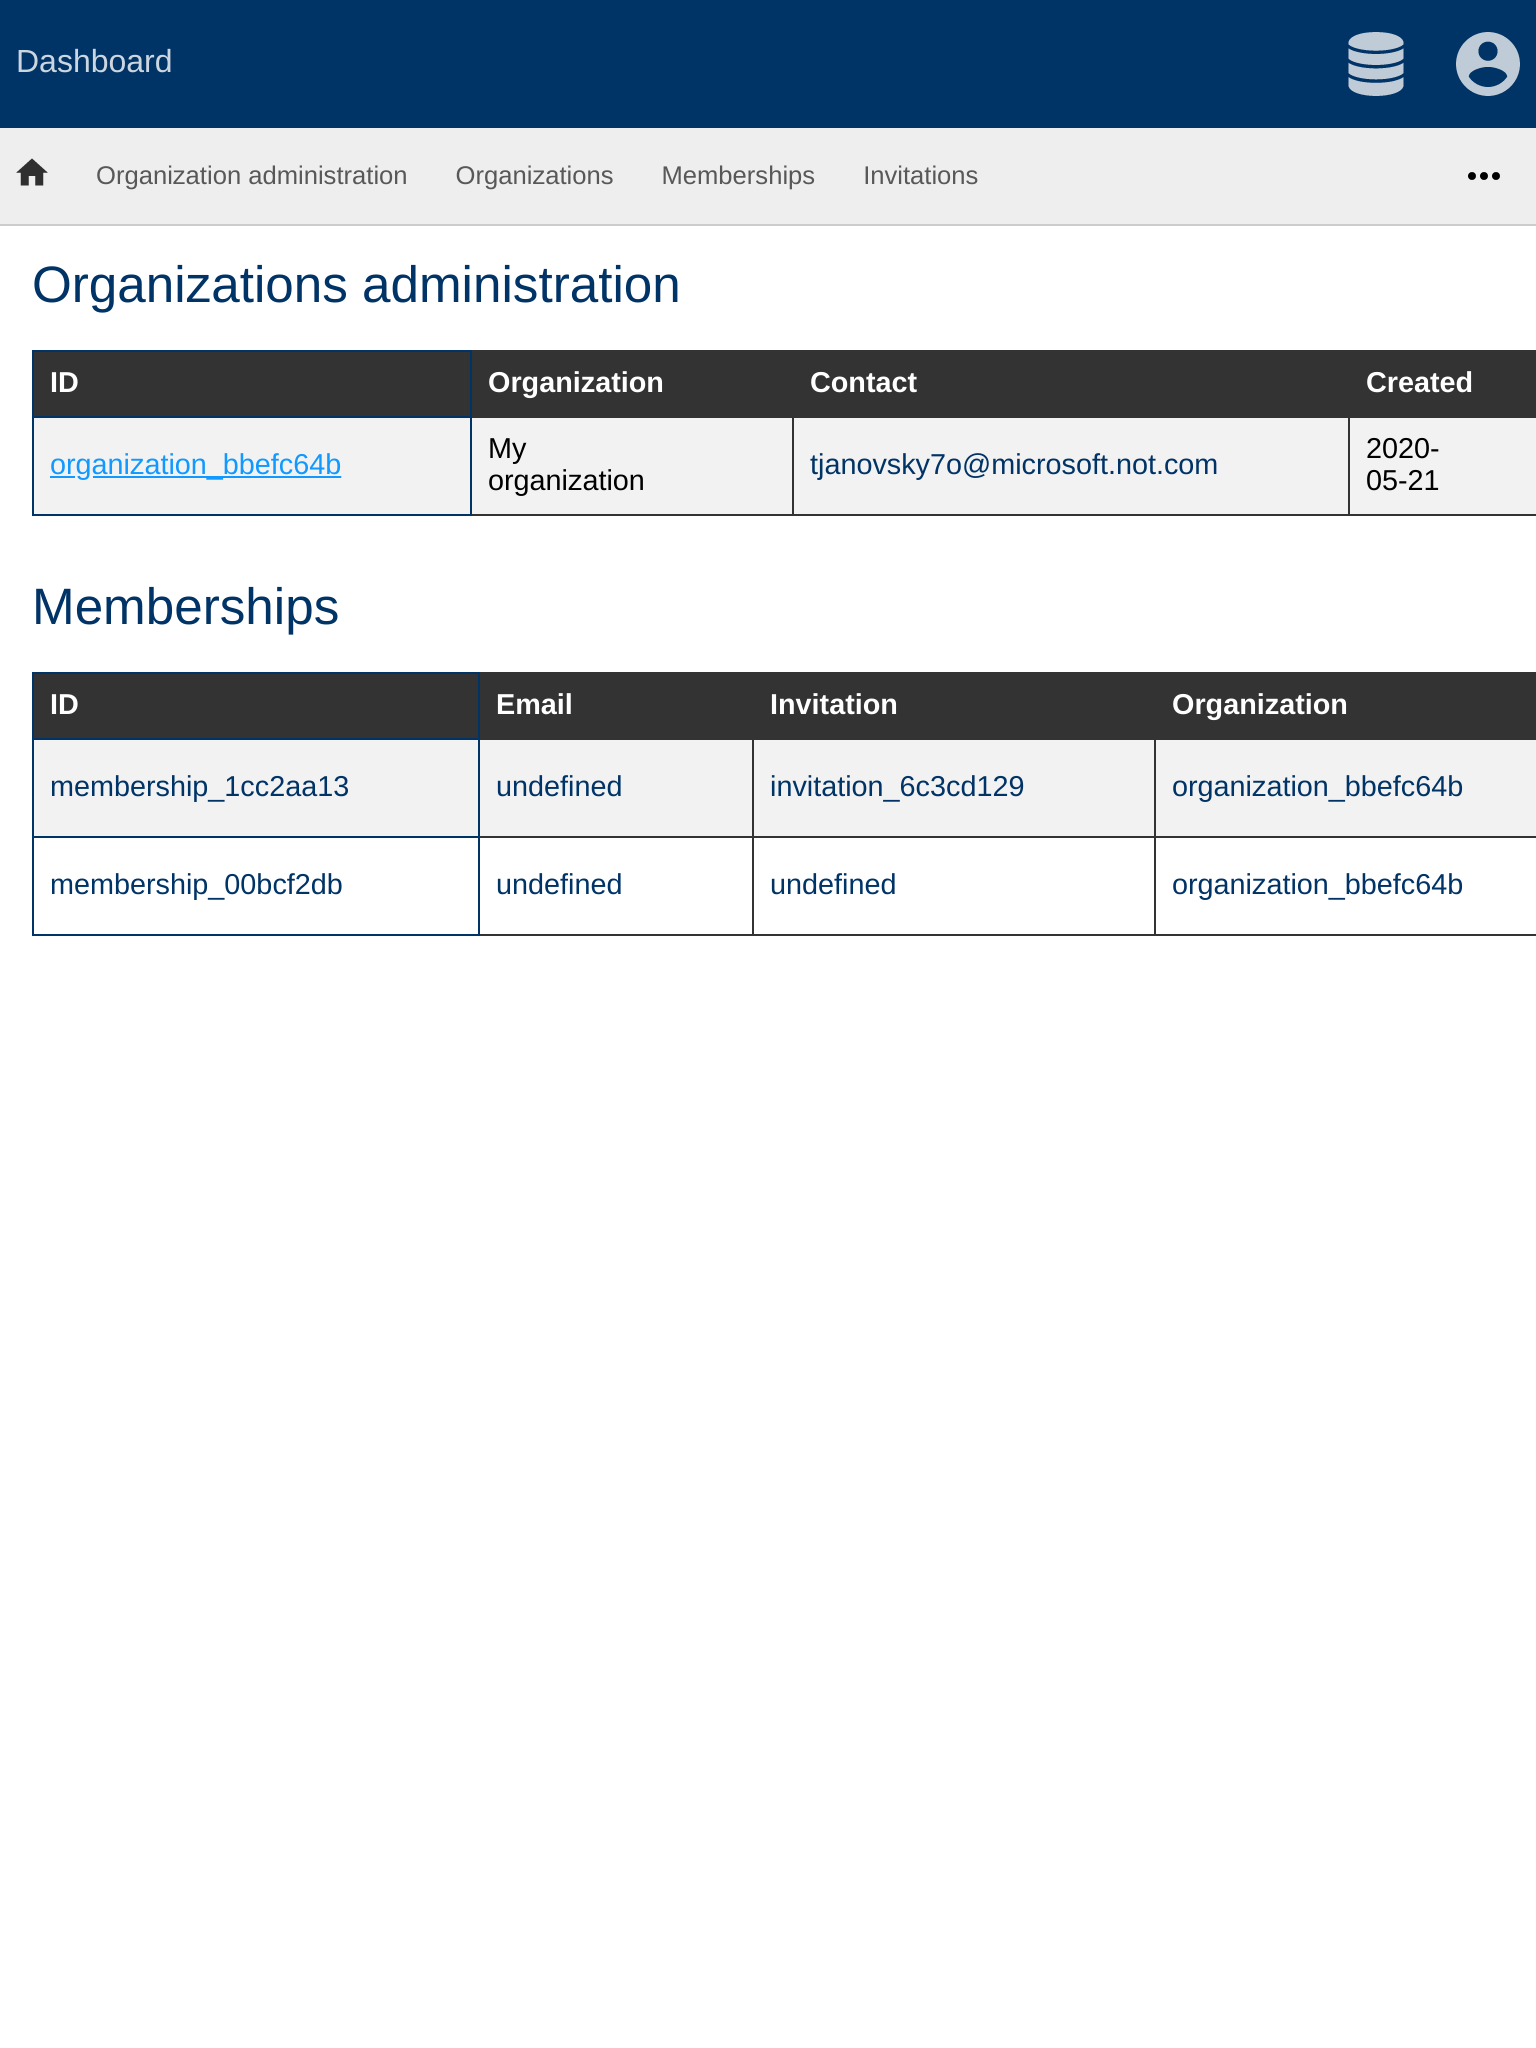 Dashboard
Organization administration Organizations Memberships Invitations
Organizations administration
ID Organization Contact Created
organization_bbefc64b My organization tjanovsky7o@microsoft.not.com 2020-05-21
Memberships
ID Email Invitation Organization
membership_1cc2aa13 undefined invitation_6c3cd129 organization_bbefc64b
membership_00bcf2db undefined undefined organization_bbefc64b